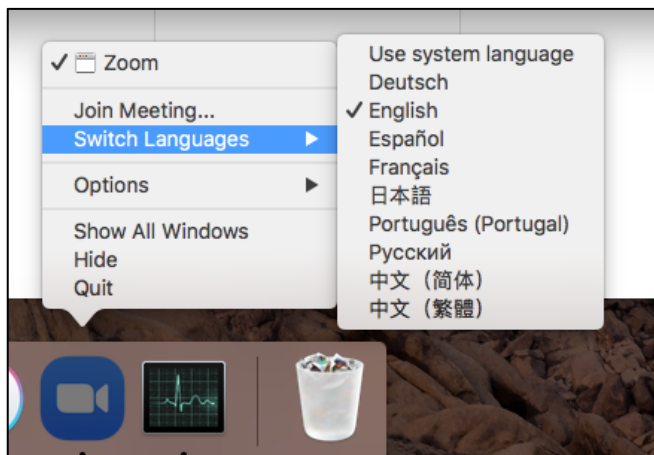 ✓ Zoom
Join Meeting...
Switch Languages
Options
Show All Windows
Hide
Quit
Use system language
Deutsch
✓ English
Español
Français
日本語
Português (Portugal)
Русский
中文（简体）
中文（繁體）